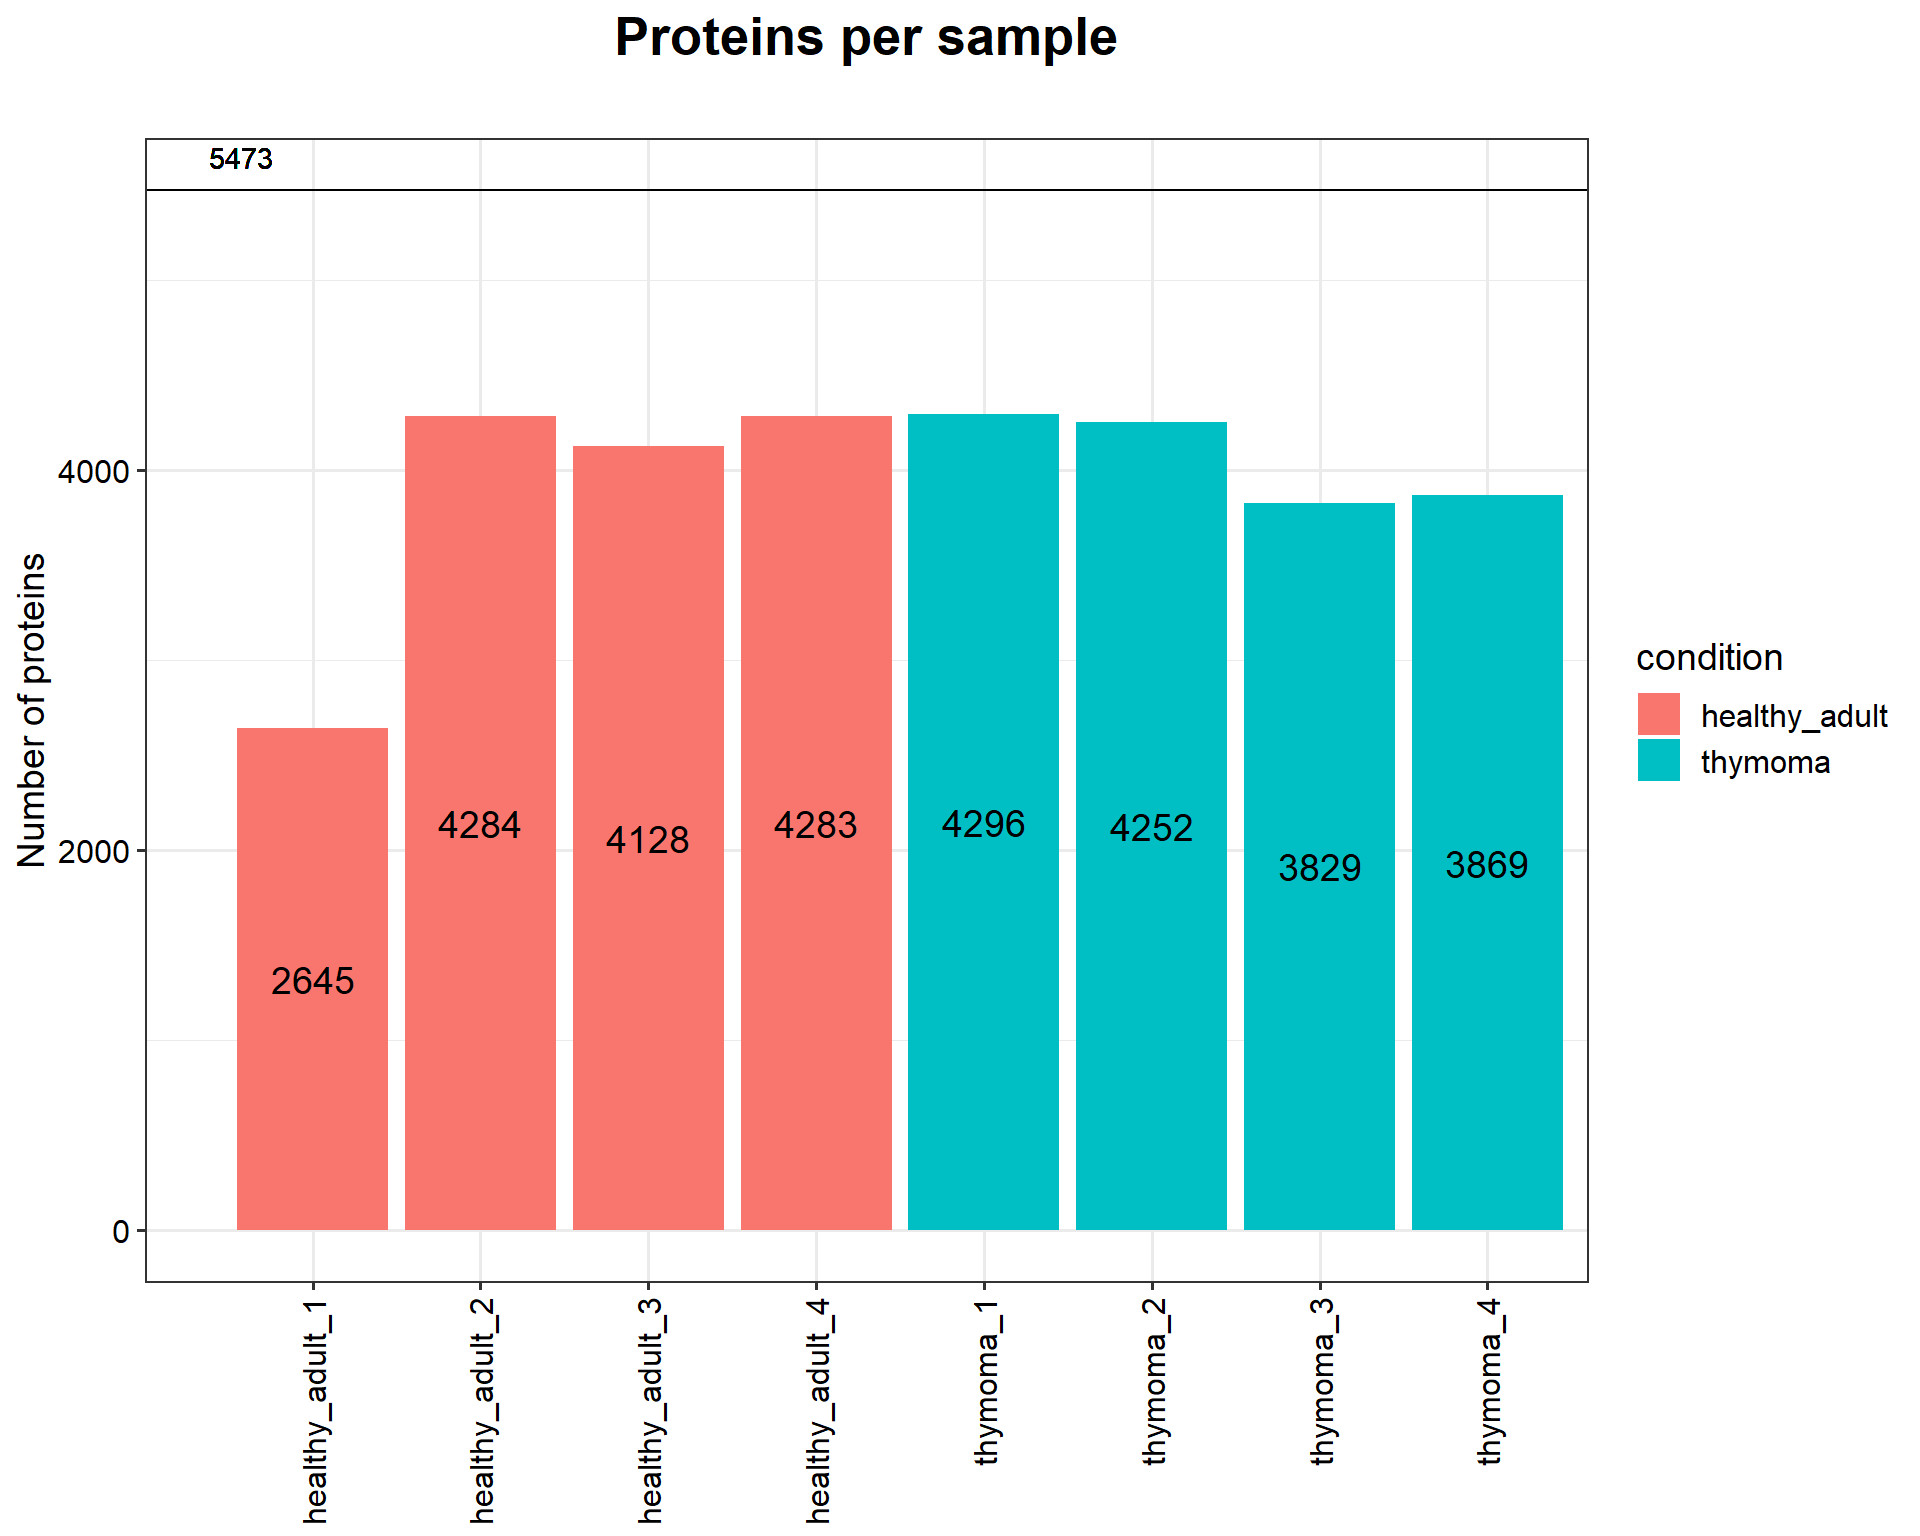 Proteins per sample
5473
Number of proteins
4000
2000
0
2645
4284
4128
4283
4296
4252
3829
3869
healthy_adult_1
healthy_adult_2
healthy_adult_3
healthy_adult_4
thymoma_1
thymoma_2
thymoma_3
thymoma_4
condition
healthy_adult
thymoma